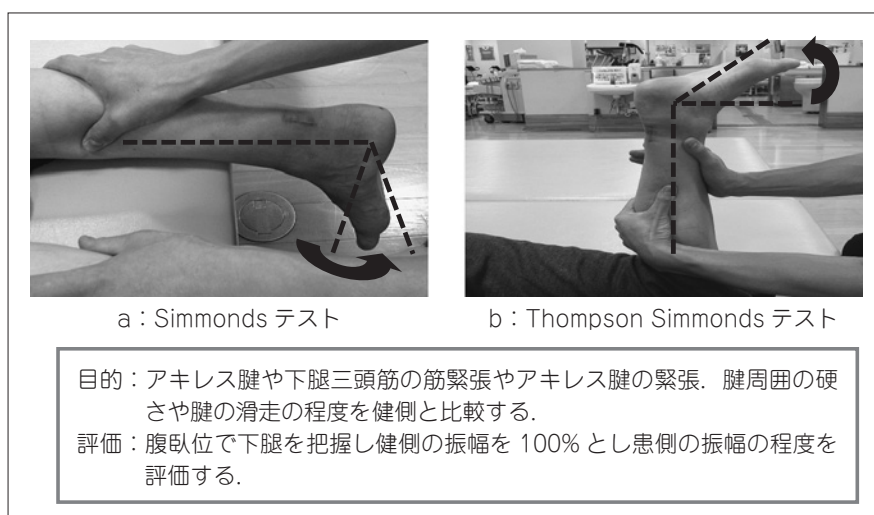 a：Simmonds テスト
b：Thompson Simmonds テスト
目的：アキレス腱や下腿三頭筋の筋緊張やアキレス腱の緊張．腱周囲の硬
さや腱の滑走の程度を健側と比較する．
評価：腹臥位で下腿を把握し健側の振幅を 100% とし患側の振幅の程度を
評価する．